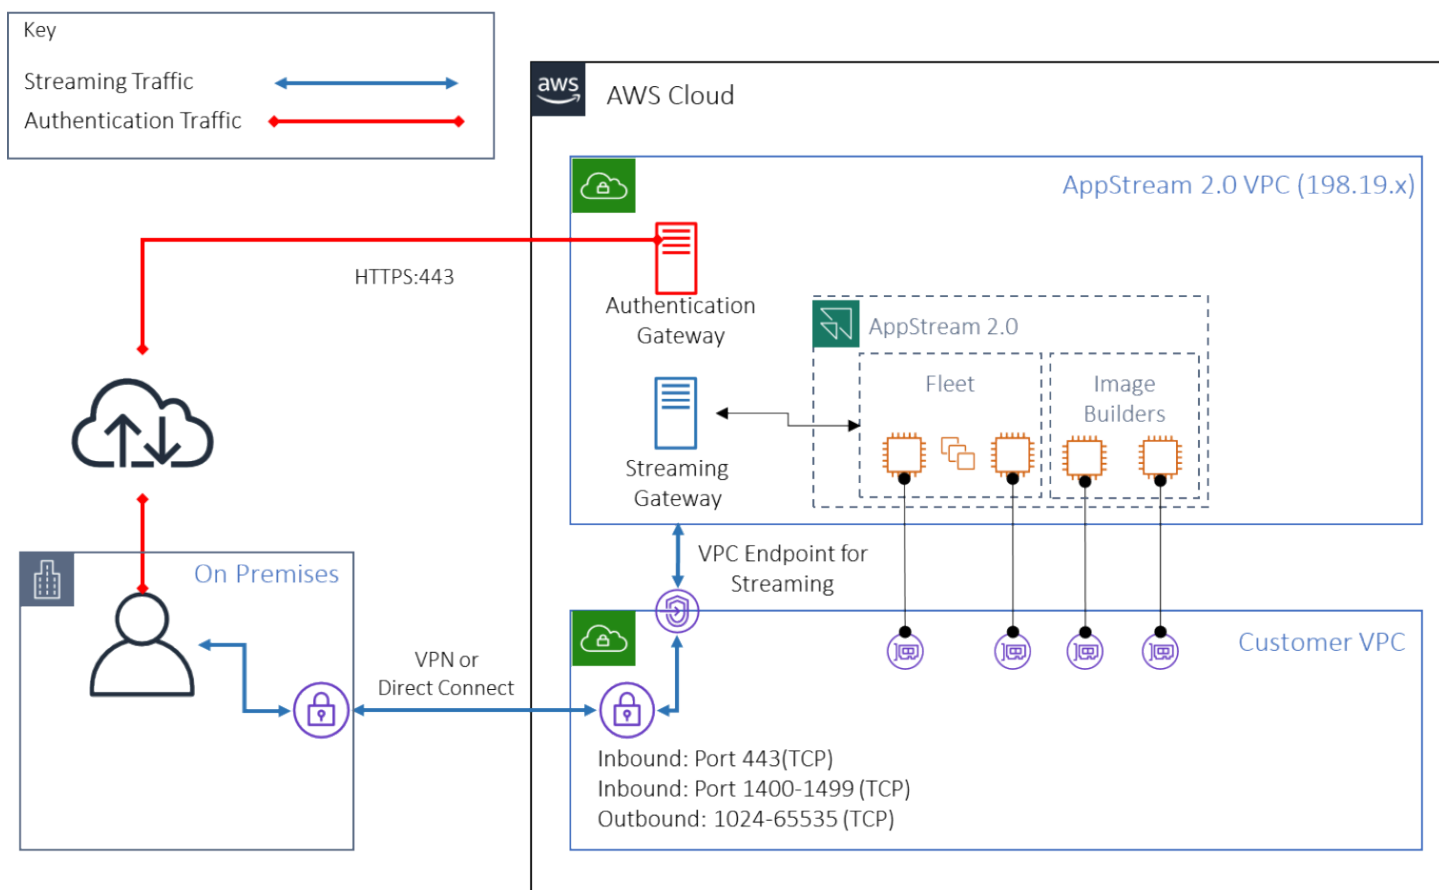 Key
Streaming Traffic
Authentication Traffic
aws
AWS Cloud
AppStream 2.0 VPC (198.19.x)
HTTPS:443
Authentication
Gateway
AppStream 2.0
Fleet
Image
Builders
Streaming
Gateway
VPC Endpoint for
Streaming
On Premises
Customer VPC
VPN or
Direct Connect
Inbound: Port 443(TCP)
Inbound: Port 1400-1499 (TCP)
Outbound: 1024-65535 (TCP)